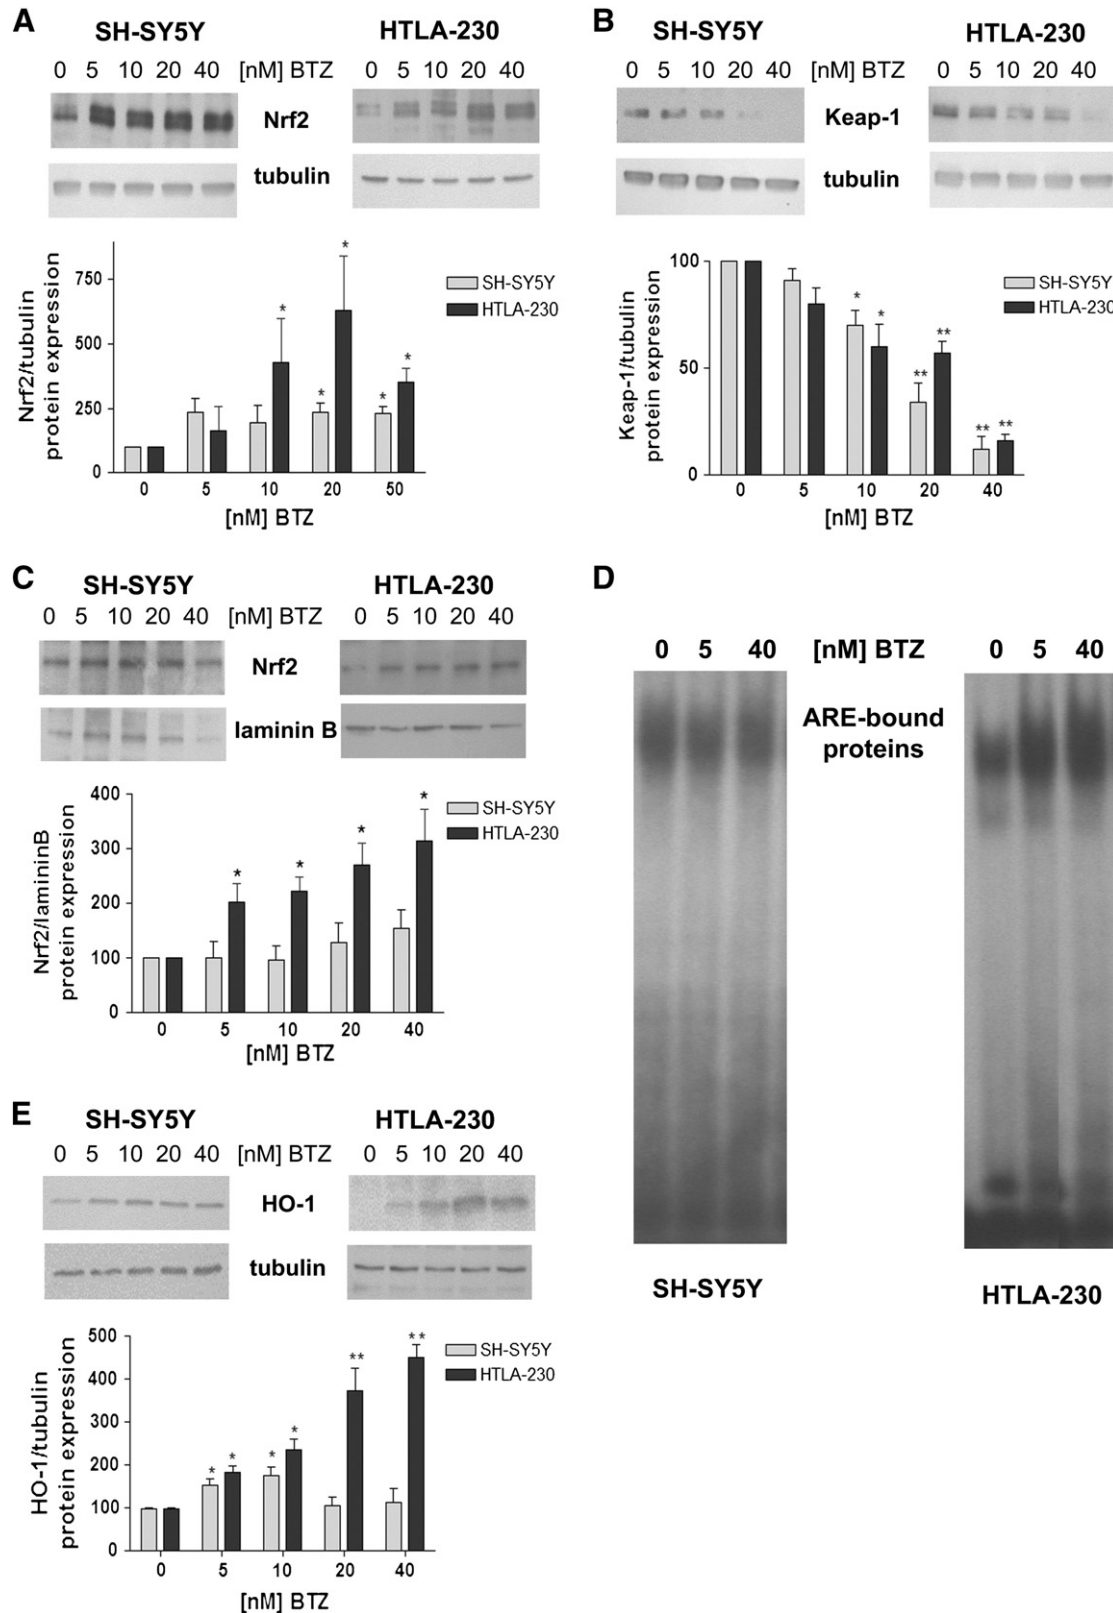 A
SH-SY5Y HTLA-230
0 5 10 20 40 [nM] BTZ 0 5 10 20 40
Nrf2
tubulin
Nrf2/tubulin
protein expression
750
500
250
0
* * * * *
SH-SY5Y
HTLA-230
0 5 10 20 50
[nM] BTZ
B
SH-SY5Y HTLA-230
0 5 10 20 40 [nM] BTZ 0 5 10 20 40
Keap-1
tubulin
Keap-1/tubulin
protein expression
100
50
0
* * ** ** ** **
SH-SY5Y
HTLA-230
0 5 10 20 40
[nM] BTZ
C
SH-SY5Y HTLA-230
0 5 10 20 40 [nM] BTZ 0 5 10 20 40
Nrf2
laminin B
Nrf2/lamininB
protein expression
400
300
200
100
0
* * * *
SH-SY5Y
HTLA-230
0 5 10 20 40
[nM] BTZ
D
0 5 40 [nM] BTZ 0 5 40
ARE-bound
proteins
SH-SY5Y HTLA-230
E
SH-SY5Y HTLA-230
0 5 10 20 40 [nM] BTZ 0 5 10 20 40
HO-1
tubulin
HO-1/tubulin
protein expression
500
400
300
200
100
0
* * * * ** **
SH-SY5Y
HTLA-230
0 5 10 20 40
[nM] BTZ